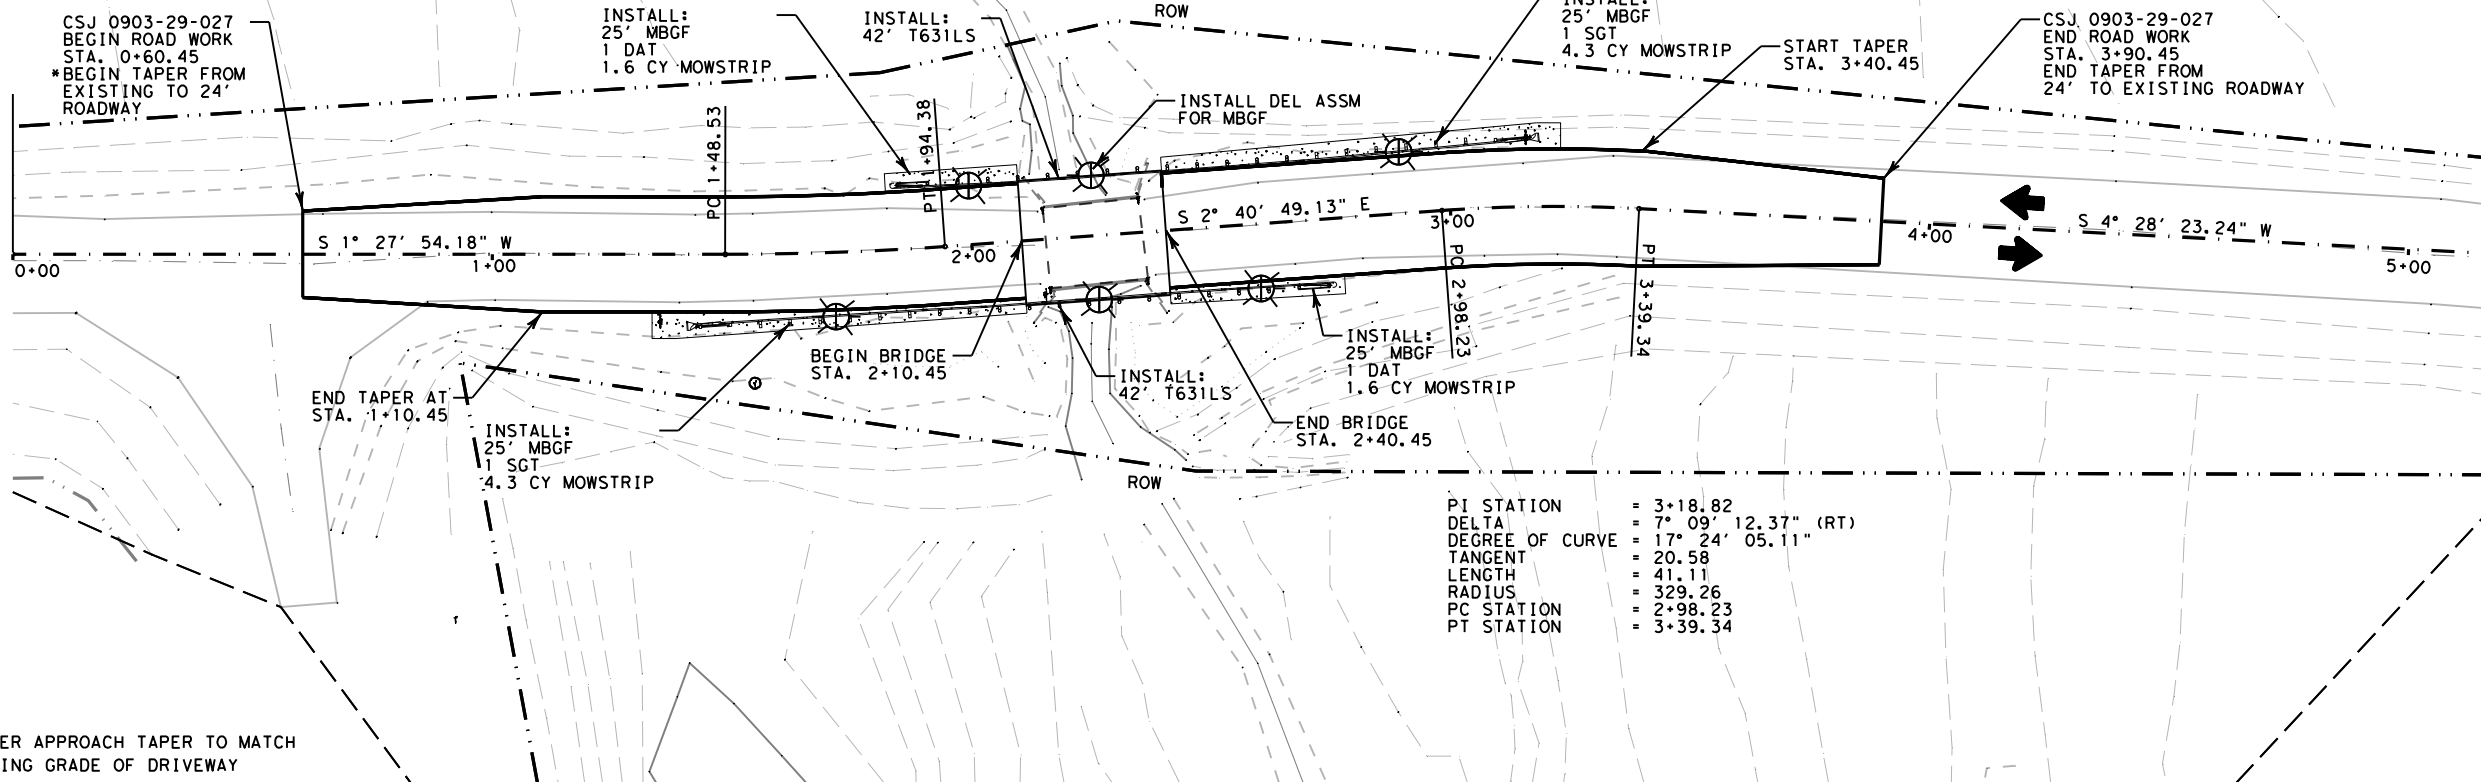 CSJ 0903-29-027
BEGIN ROAD WORK
STA. 0+60.45
*BEGIN TAPER FROM
EXISTING TO 24'
ROADWAY
INSTALL:
25' MBGF
1 DAT
1.6 CY MOWSTRIP
INSTALL:
42' T631LS
ROW
INSTALL:
25' MBGF
1 SGT
4.3 CY MOWSTRIP
START TAPER
STA. 3+40.45
CSJ 0903-29-027
END ROAD WORK
STA. 3+90.45
END TAPER FROM
24' TO EXISTING ROADWAY
INSTALL DEL ASSM
FOR MBGF
PC 1+48.53
PT 1+94.38
S 1° 27' 54.18" W
S 2° 40' 49.13" E
S 4° 28' 23.24" W
0+00
1+00
2+00
3+00
4+00
5+00
PC 2+98.23
PT 3+39.34
BEGIN BRIDGE
STA. 2+10.45
INSTALL:
42' T631LS
INSTALL:
25' MBGF
1 DAT
1.6 CY MOWSTRIP
END BRIDGE
STA. 2+40.45
END TAPER AT
STA. 1+10.45
INSTALL:
25' MBGF
1 SGT
4.3 CY MOWSTRIP
ROW
PI STATION = 3+18.82
DELTA = 7° 09' 12.37" (RT)
DEGREE OF CURVE = 17° 24' 05.11"
TANGENT = 20.58
LENGTH = 41.11
RADIUS = 329.26
PC STATION = 2+98.23
PT STATION = 3+39.34
ER APPROACH TAPER TO MATCH
ING GRADE OF DRIVEWAY